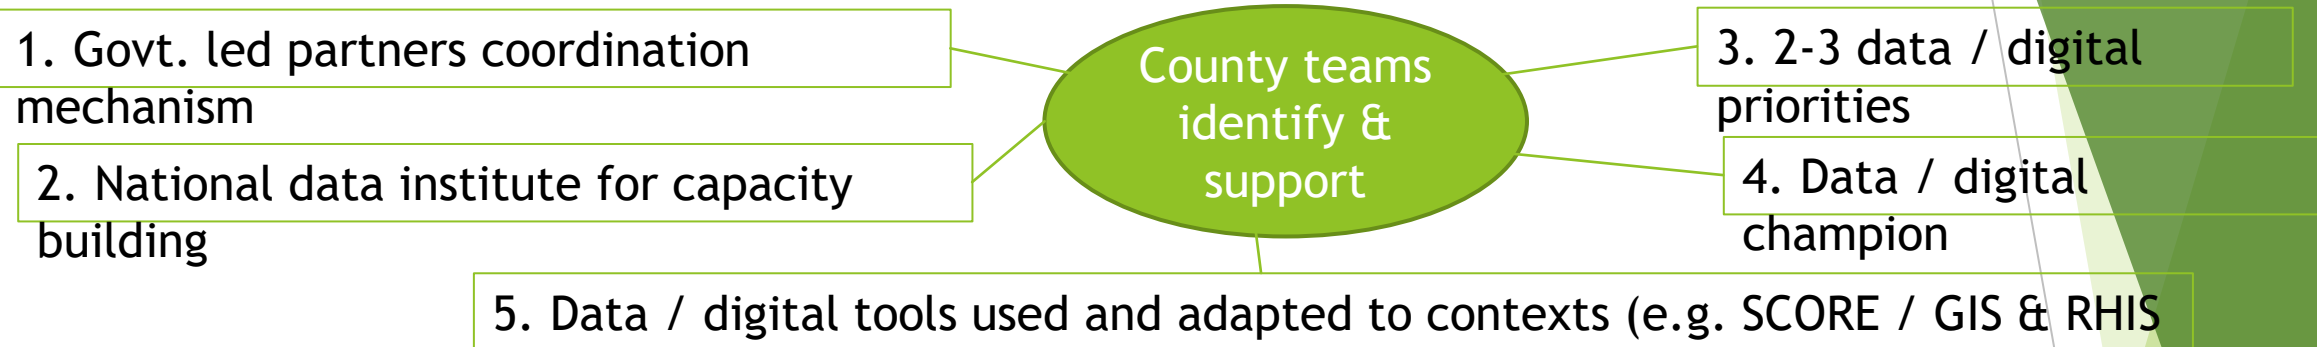 1. Govt. led partners coordination
mechanism
2. National data institute for capacity
building
County teams
identify &
support
3. 2-3 data / digital
priorities
4. Data / digital
champion
5. Data / digital tools used and adapted to contexts (e.g. SCORE / GIS & RHIS